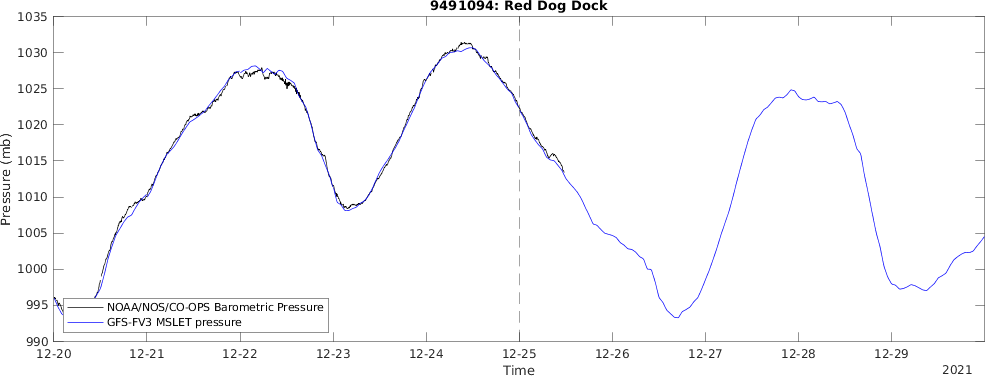 9491094: Red Dog Dock
Pressure (mb)
1035
1030
1025
1020
1015
1010
1005
1000
995
990
NOAA/NOS/CO-OPS Barometric Pressure
GFS-FV3 MSLET pressure
12-20 12-21 12-22 12-23 12-24 12-25 12-26 12-27 12-28 12-29
Time
2021